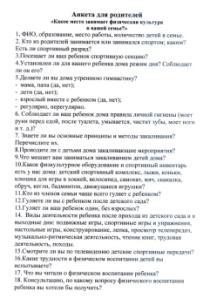 Анкета для родителей
«Какое место занимает физическая культура
в вашей семье?»
1. ФИО, образование, место работы, количество детей в семье.
2. Кто из родителей занимается или занимался спортом; каким?
Есть ли спортивный разряд?
3.Посещает ли ваш ребенок спортивную секцию?
4.Установлен ли для вашего ребенка дома режим дня? Соблюдает
ли он его?
5.Делаете ли вы дома утреннюю гимнастику?
- мама, папа (да, нет);
- дети (да, нет);
- взрослый вместе с ребенком (да, нет);
- регулярно, нерегулярно.
6. Соблюдает ли ваш ребенок дома правила личной гигиены (моет
руки перед едой, после туалета, умывается, чистит зубы, моет ноги
и т. д.)?
7. Знаете ли вы основные принципы и методы закаливания?
Перечислите их.
8.Проводите ли с детьми дома закаливающие мероприятия?
9.Что мешает вам заниматься закаливанием детей дома?
10.Какое физкультурное оборудование и спортивный инвентарь
есть у вас дома: детский спортивный комплекс, лыжи, коньки,
клюшка для игры в хоккей, велосипед, самокат, мяч, скакалка,
обруч, кегли, бадминтон, движущиеся игрушки?
11.Кто из членов семьи чаще всего гуляет с ребенком?
12.Гуляете ли вы с ребенком после детского сада?
13.Гуляет ли ваш ребенок один, без взрослых?
14. Виды деятельности ребенка после прихода из детского сада и в
выходные дни: подвижные игры, спортивные игры и упражнения,
настольные игры, конструирование, лепка, просмотр телепередач,
музыкально-ритмическая деятельность, чтение книг, трудовая
деятельность, походы.
15.Смотрите ли вы по телевидению детские спортивные передачи?
16.Какие трудности в физическом воспитании детей вы
испытываете?
17. Что вы читали о физическом воспитании ребенка?
18. Консультацию, по какому вопросу физического воспитания
ребенка вы хотели бы получить?